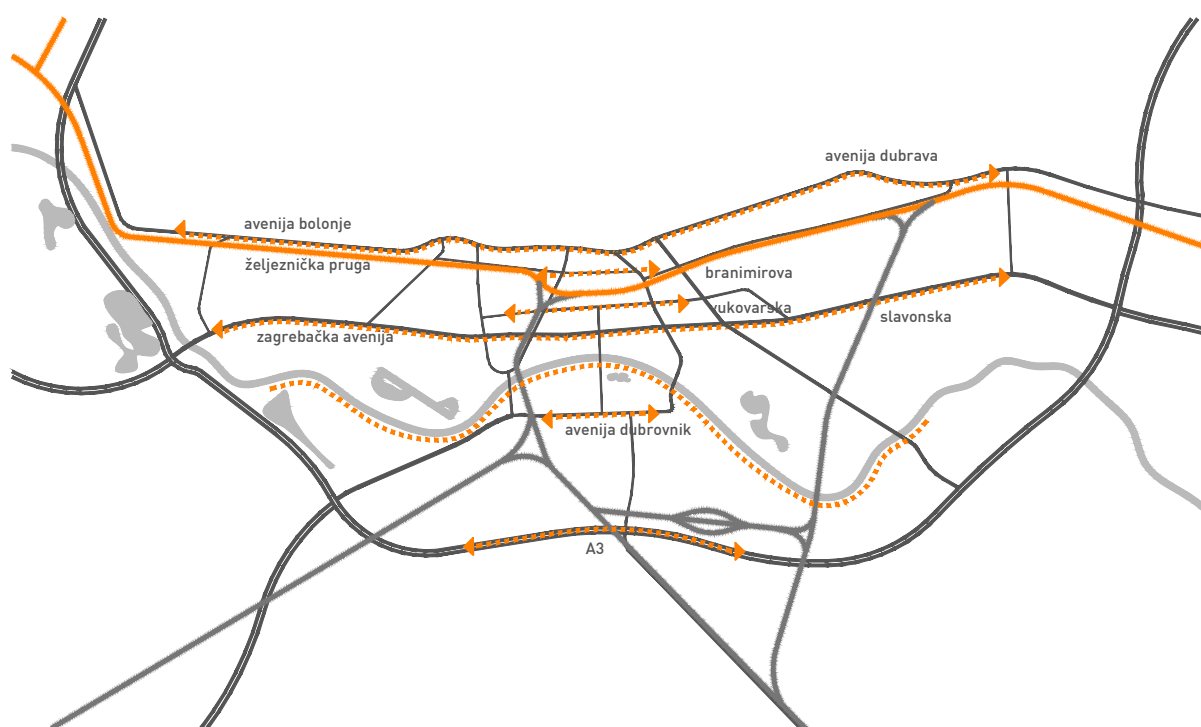 avenija dubrava
avenija bolonje
željeznička pruga
branimirova
vukovarska
slavonska
zagrebačka avenija
avenija dubrovnik
A3